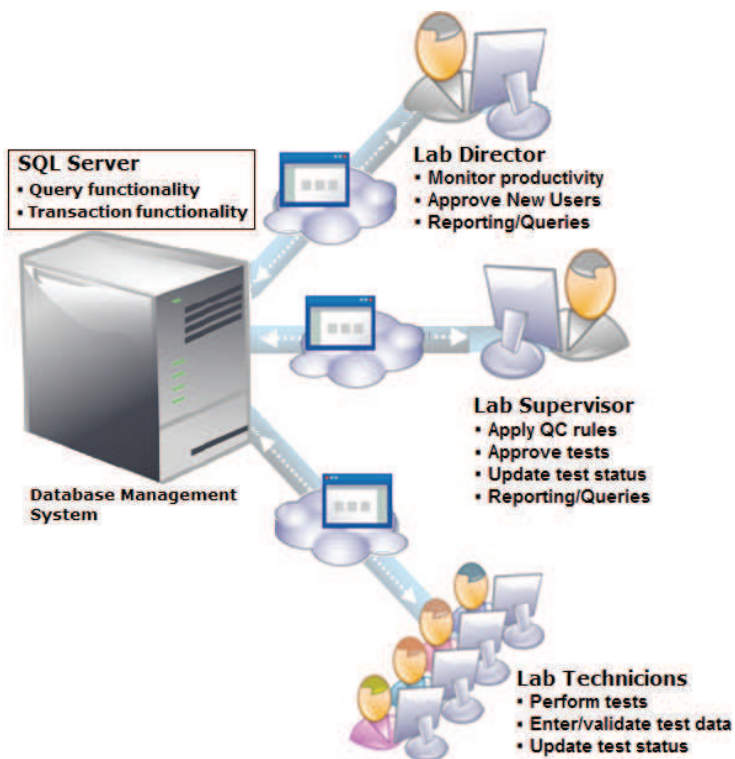 SQL Server
▪ Query functionality
▪ Transaction functionality
Database Management
System
Lab Director
▪ Monitor productivity
▪ Approve New Users
▪ Reporting/Queries
Lab Supervisor
▪ Apply QC rules
▪ Approve tests
▪ Update test status
▪ Reporting/Queries
Lab Technicions
▪ Perform tests
▪ Enter/validate test data
▪ Update test status